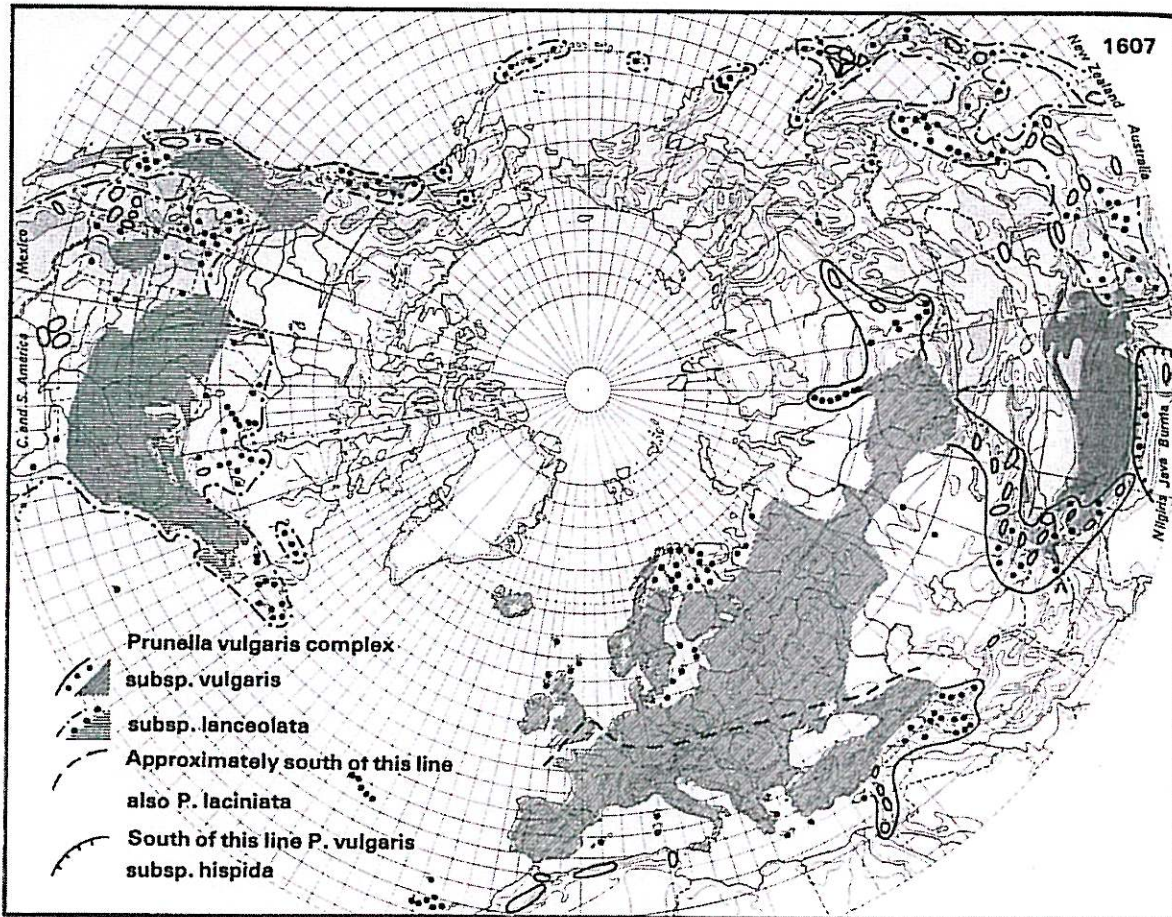 1607
New Zealand
Australia
Mexico
C. and S. America
Nilgiris Java Burma
Prunella vulgaris complex
subsp. vulgaris
subsp. lanceolata
Approximately south of this line
also P. laciniata
South of this line P. vulgaris
subsp. hispida